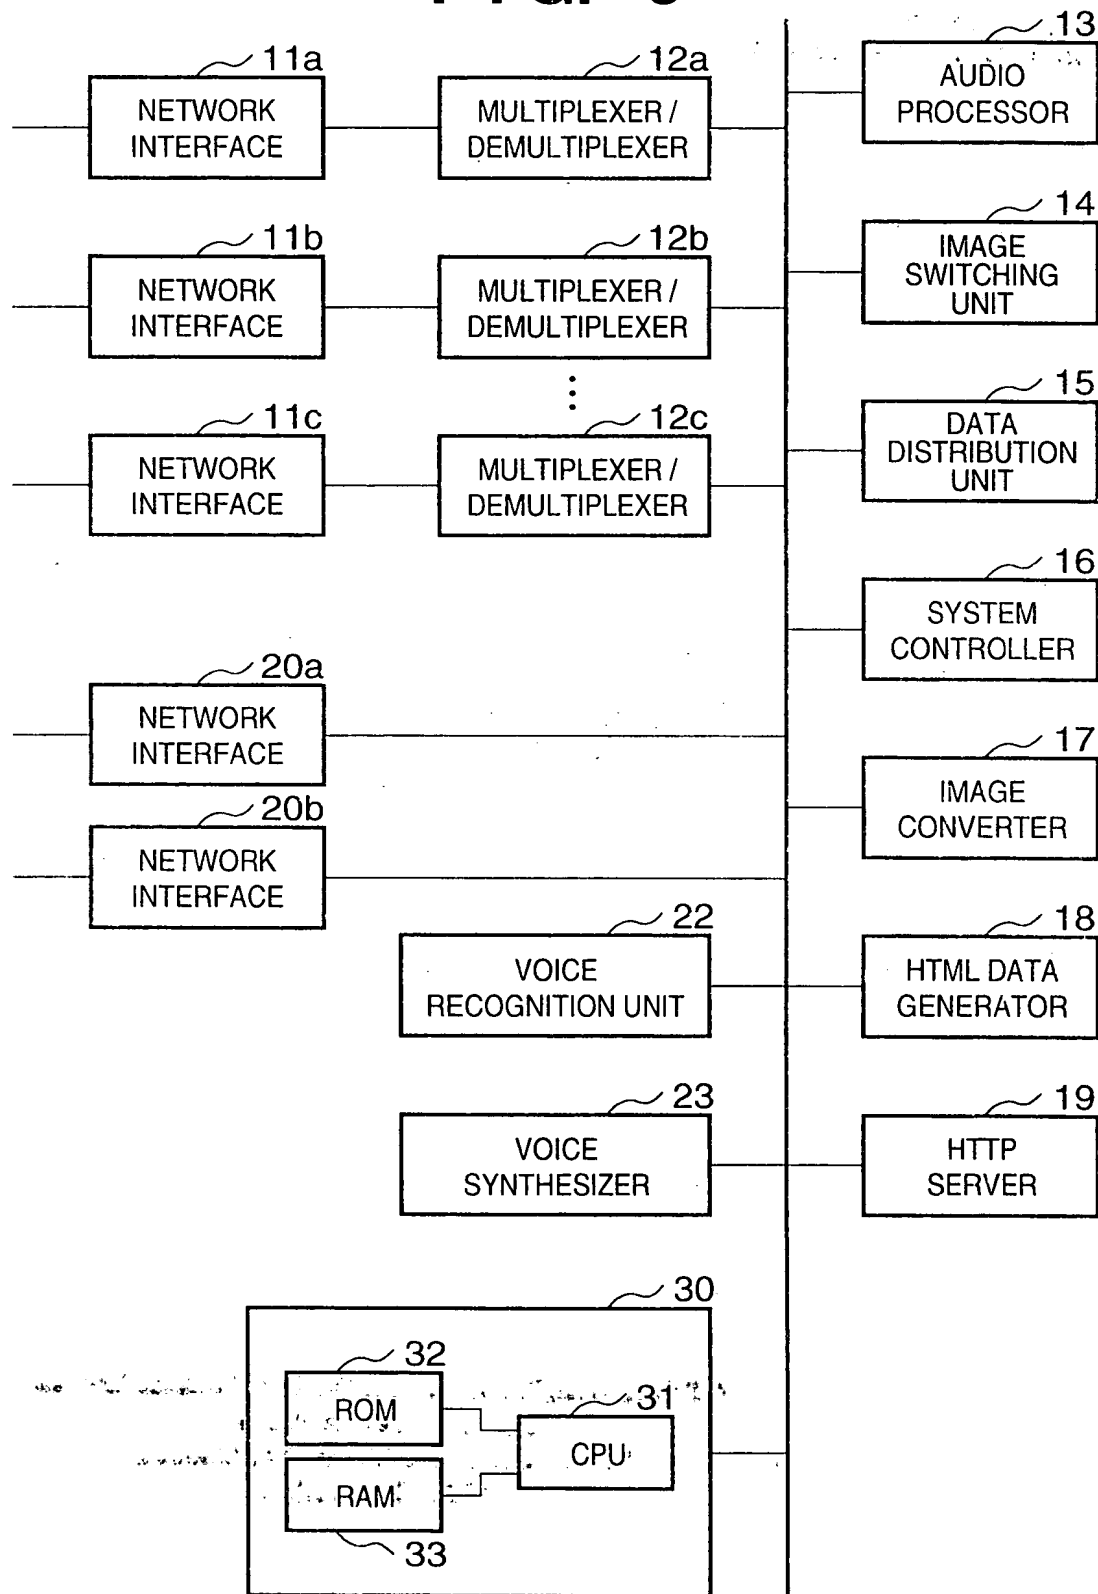 11a
NETWORK
INTERFACE
12a
MULTIPLEXER /
DEMULTIPLEXER
13
AUDIO
PROCESSOR
11b
NETWORK
INTERFACE
12b
MULTIPLEXER /
DEMULTIPLEXER
14
IMAGE
SWITCHING
UNIT
11c
NETWORK
INTERFACE
12c
MULTIPLEXER /
DEMULTIPLEXER
15
DATA
DISTRIBUTION
UNIT
16
SYSTEM
CONTROLLER
20a
NETWORK
INTERFACE
17
IMAGE
CONVERTER
20b
NETWORK
INTERFACE
22
VOICE
RECOGNITION UNIT
18
HTML DATA
GENERATOR
23
VOICE
SYNTHESIZER
19
HTTP
SERVER
30
32
ROM
31
CPU
RAM
33